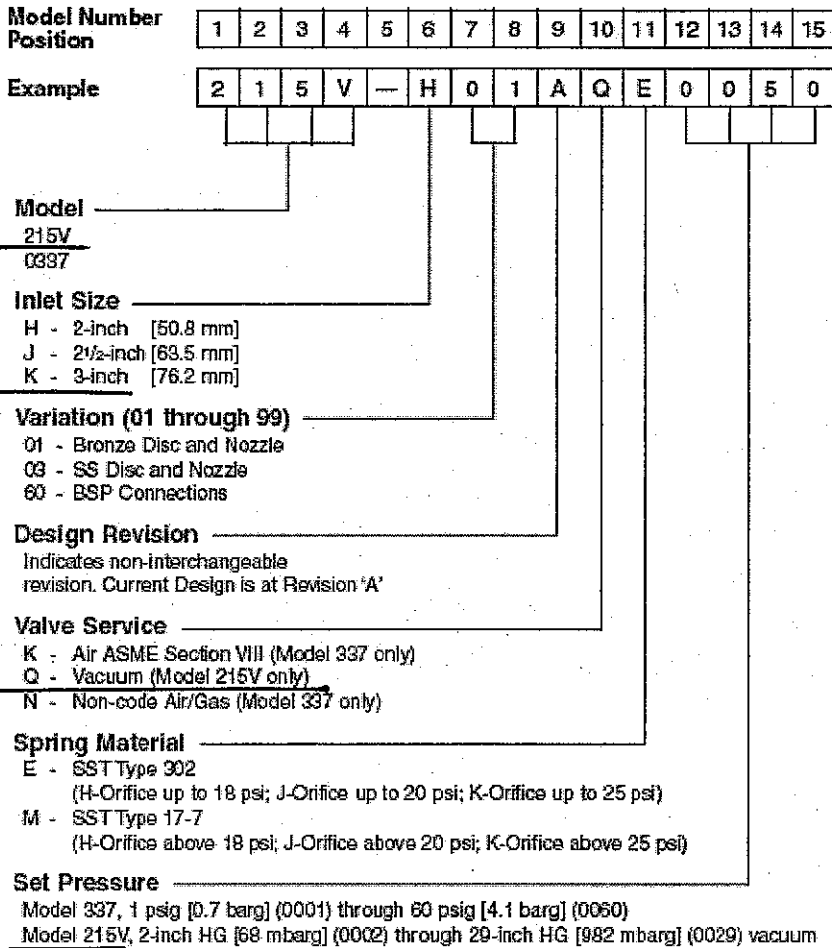 Model Number
Position
1 2 3 4 5 6 7 8 9 10 11 12 13 14 15
Example
2 1 5 V — H 0 1 A Q E 0 0 5 0
Model
215V
0337
Inlet Size
H - 2-inch [50.8 mm]
J - 2½-inch [63.5 mm]
K - 3-inch [76.2 mm]
Variation (01 through 99)
01 - Bronze Disc and Nozzle
03 - SS Disc and Nozzle
60 - BSP Connections
Design Revision
Indicates non-interchangeable
revision. Current Design is at Revision 'A'
Valve Service
K - Air ASME Section VIII (Model 337 only)
Q - Vacuum (Model 215V only)
N - Non-code Air/Gas (Model 337 only)
Spring Material
E - SST Type 302
(H-Orifice up to 18 psi; J-Orifice up to 20 psi; K-Orifice up to 25 psi)
M - SST Type 17-7
(H-Orifice above 18 psi; J-Orifice above 20 psi; K-Orifice above 25 psi)
Set Pressure
Model 337, 1 psig [0.7 barg] (0001) through 60 psig [4.1 barg] (0060)
Model 215V, 2-inch HG [68 mbarg] (0002) through 29-inch HG [982 mbarg] (0029) vacuum